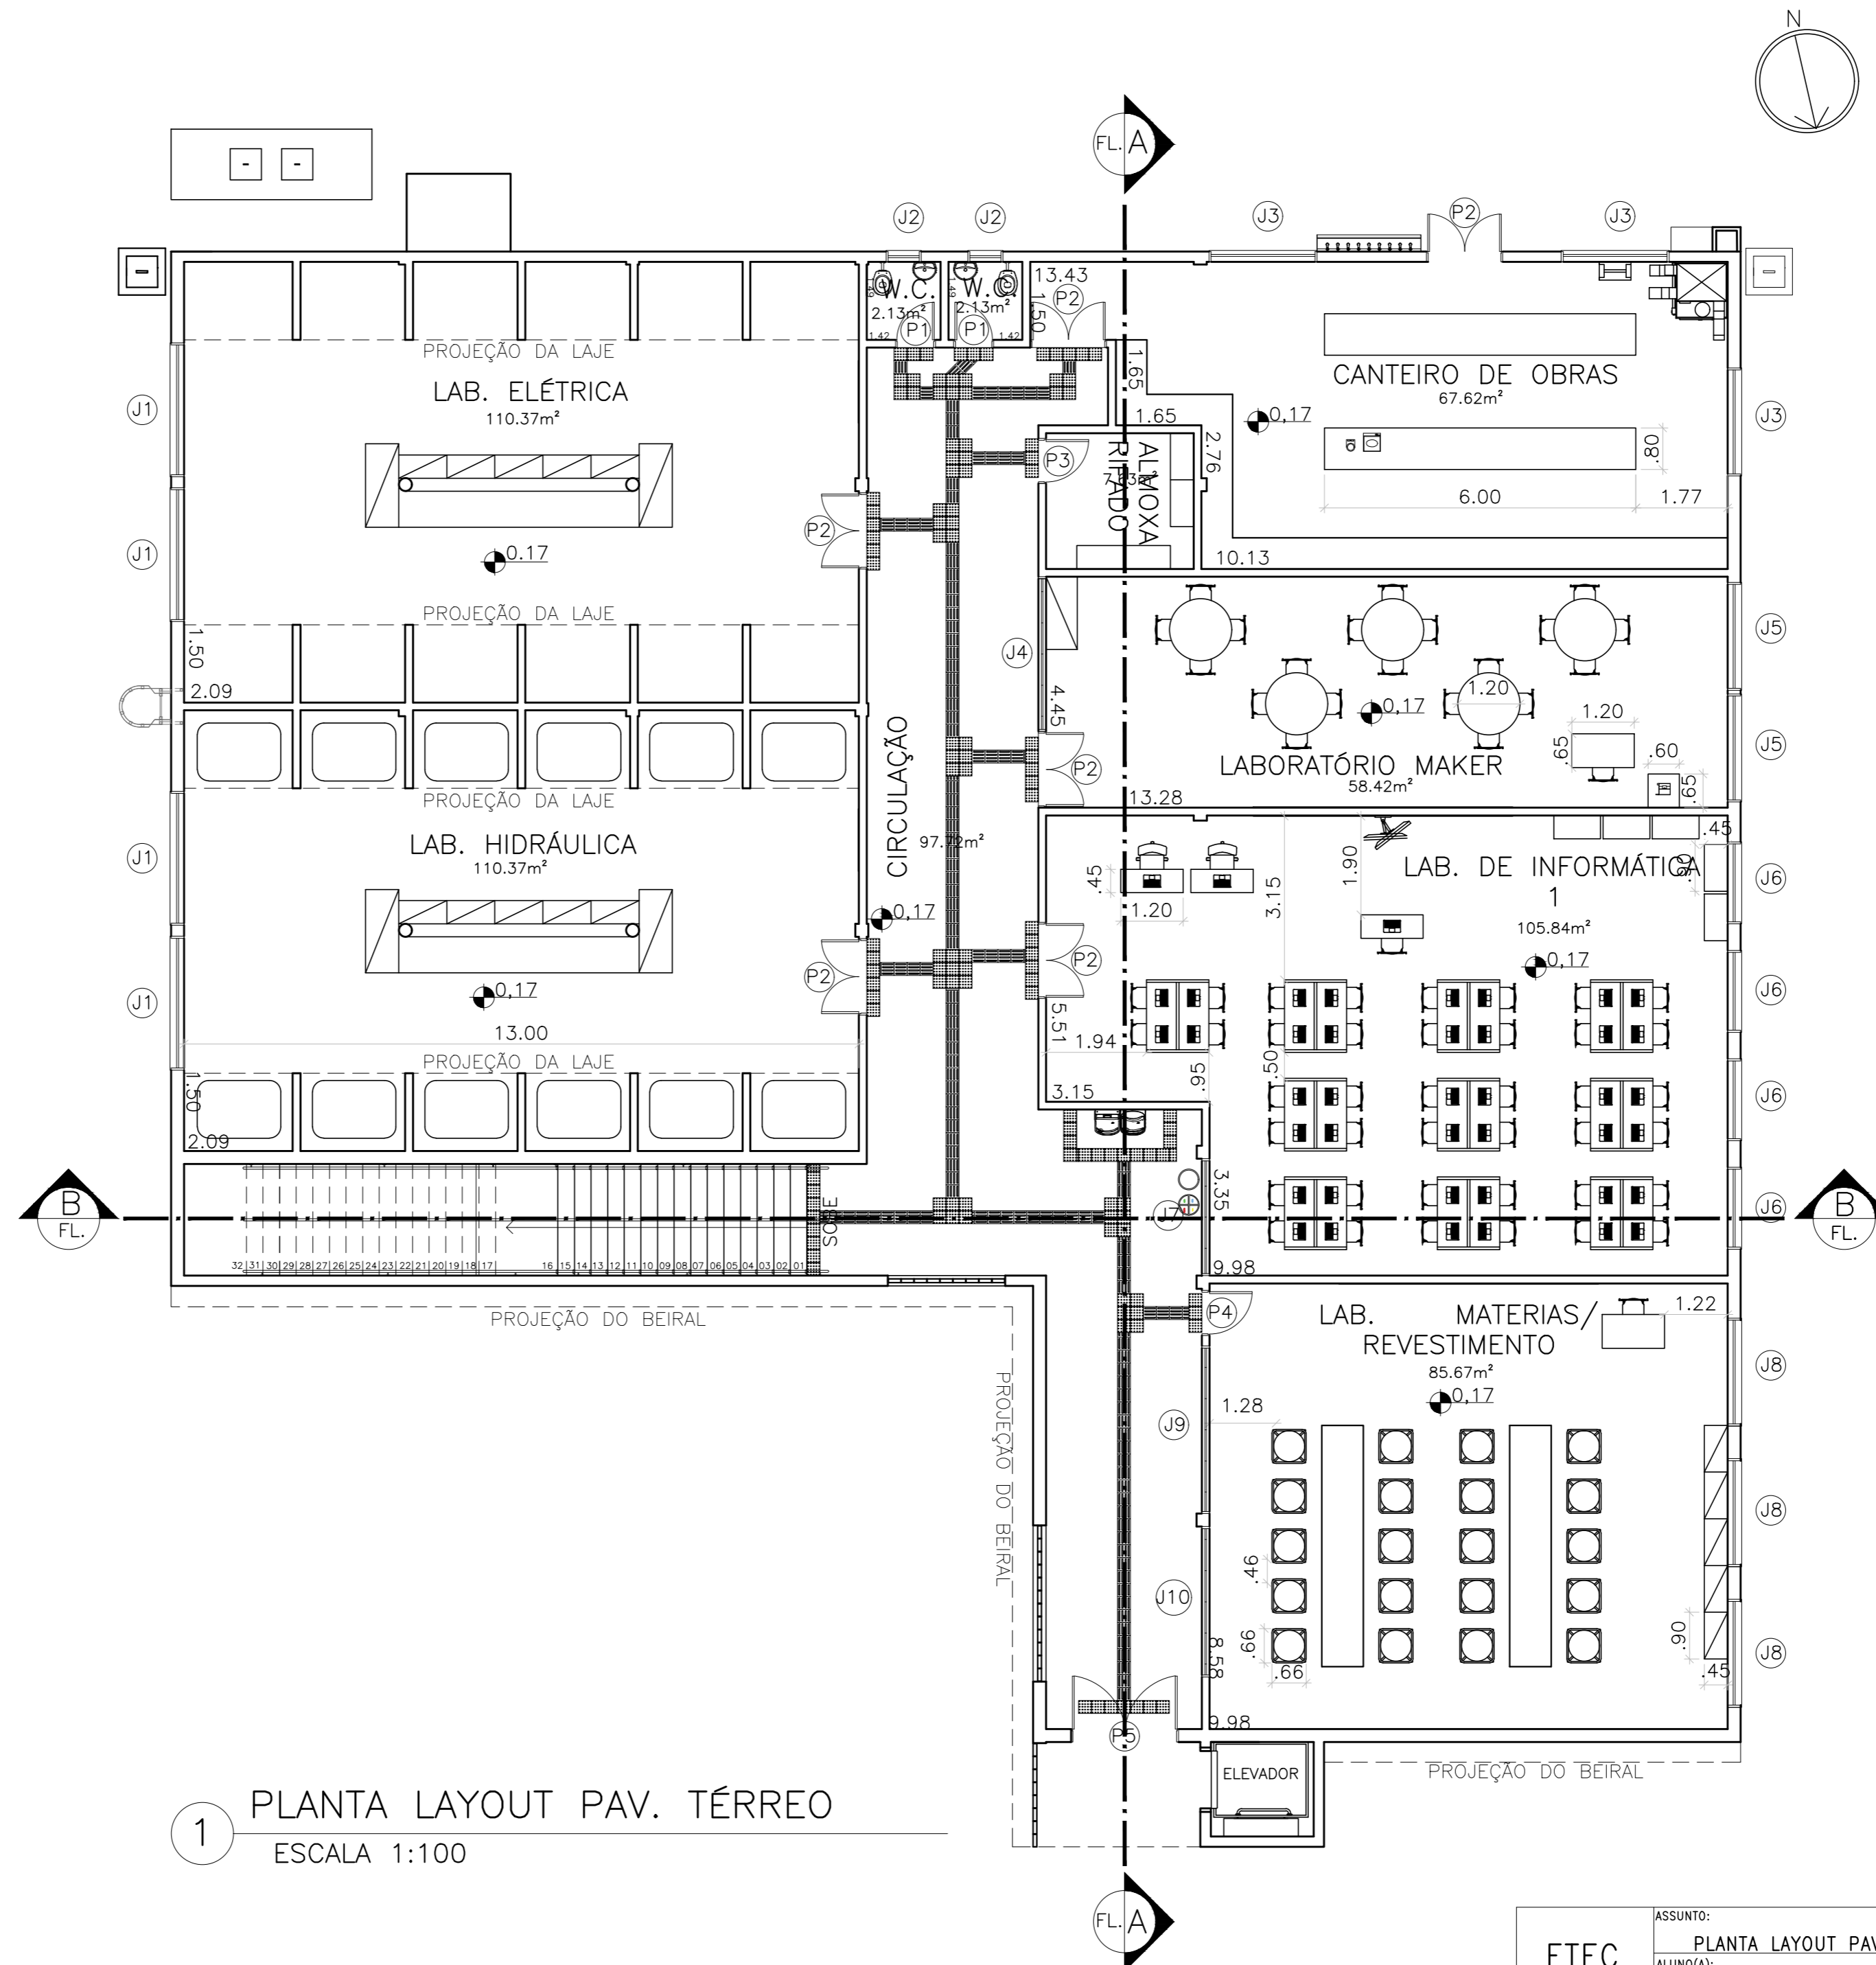 N
FL. A
J2
J2
J3
P2
J3
W.C.
2.13m²
1.49
1.42
P1
W.C.
2.13m²
1.49
1.42
P1
13.43
1.50
P2
PROJEÇÃO DA LAJE
LAB. ELÉTRICA
110.37m²
J1
J1
P2
0.17
PROJEÇÃO DA LAJE
1.50
2.09
1.65
1.65
2.76
CANTEIRO DE OBRAS
67.62m²
0,17
J3
.80
6.00
1.77
10.13
P3
ALMOXA
RIFADO
J4
4.45
P2
13.28
1.20
0,17
1.20
.65
.60
.65
LABORATÓRIO MAKER
58.42m²
J5
J5
PROJEÇÃO DA LAJE
LAB. HIDRÁULICA
110.37m²
J1
J1
P2
0,17
13.00
PROJEÇÃO DA LAJE
1.50
2.09
CIRCULAÇÃO
97.72m²
0,17
P2
5.51
1.94
3.15
.95
.50
.45
1.20
3.15
1.90
LAB. DE INFORMÁTICA
1
105.84m²
0,17
.45
.90
J6
J6
J6
J6
J7
3.35
9.98
B
FL.
B
FL.
SOBE
32 31 30 29 28 27 26 25 24 23 22 21 20 19 18 17 16 15 14 13 12 11 10 09 08 07 06 05 04 03 02 01
PROJEÇÃO DO BEIRAL
PROJEÇÃO DO BEIRAL
P4
LAB. MATERIAS/
REVESTIMENTO
85.67m²
0,17
1.22
1.28
J8
J8
J8
J9
J10
.46
.66
.66
.90
.45
8.58
9.98
P5
ELEVADOR
PROJEÇÃO DO BEIRAL
1
PLANTA LAYOUT PAV. TÉRREO
ESCALA 1:100
FL. A
ETEC
ASSUNTO:
PLANTA LAYOUT PAV
ALUNO(A):